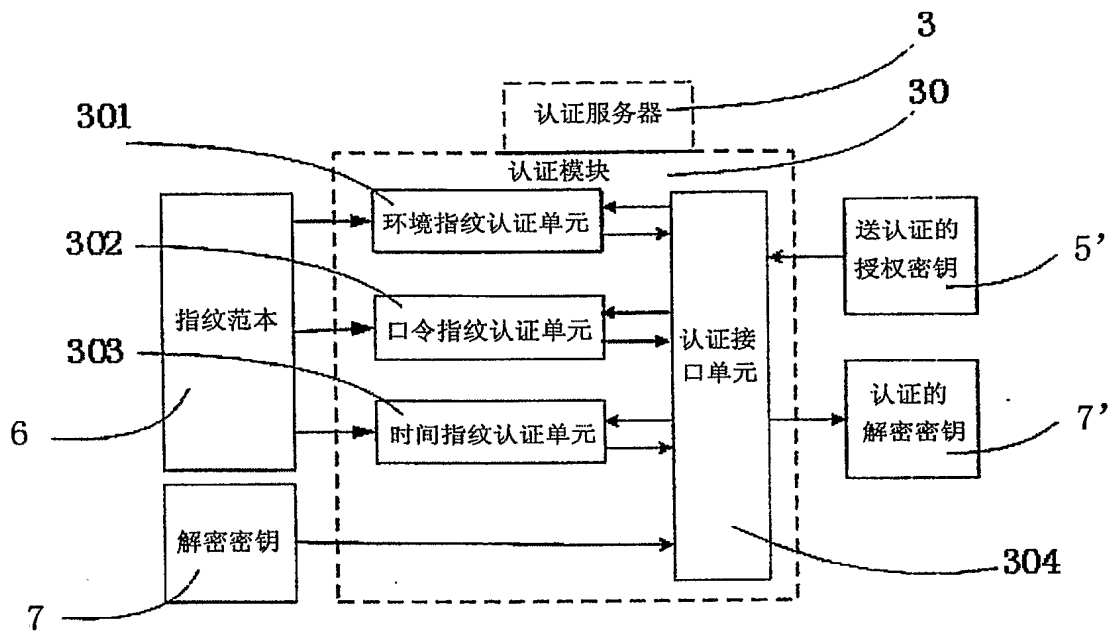 3
认证服务器
30
301
认证模块
环境指纹认证单元
302
送认证的
授权密钥
5’
指纹范本
口令指纹认证单元
认证接
口单元
303
6
时间指纹认证单元
认证的
解密密钥
7’
解密密钥
304
7